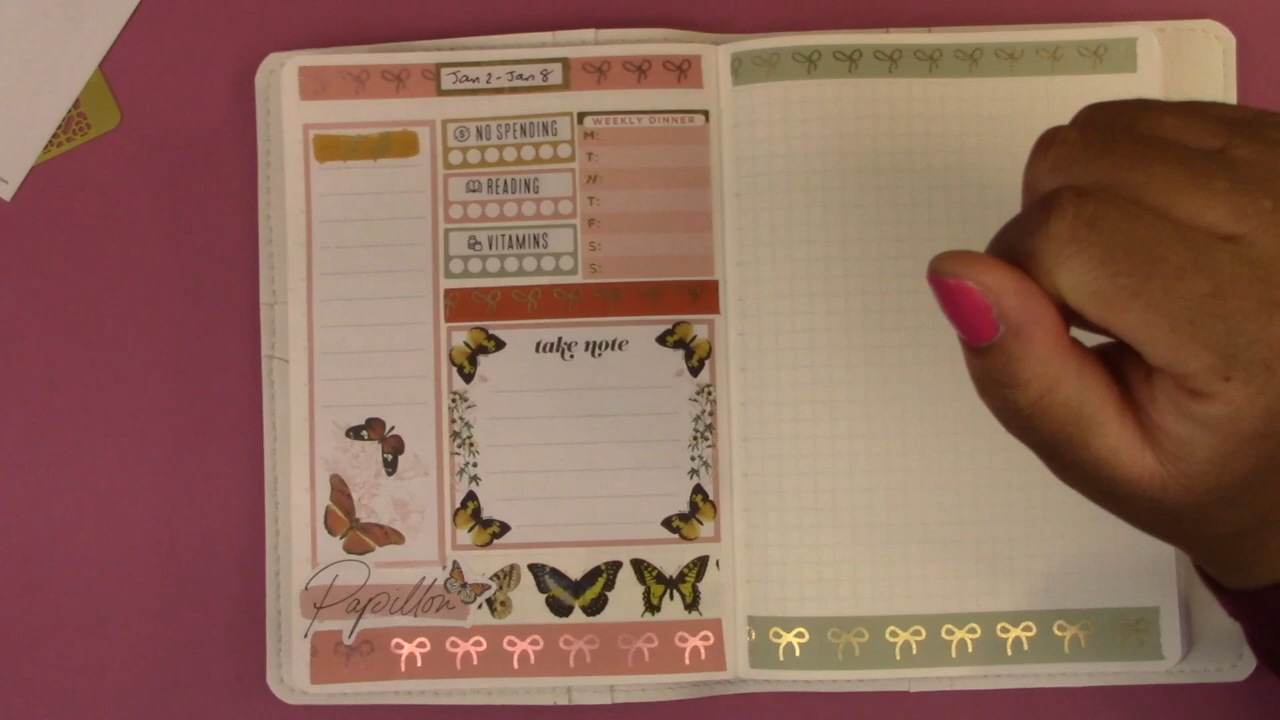 Jan 2 - Jan 8
NO SPENDING
READING
VITAMINS
WEEKLY DINNER
M:
T:
W:
T:
F:
S:
S:
take note
Papillon